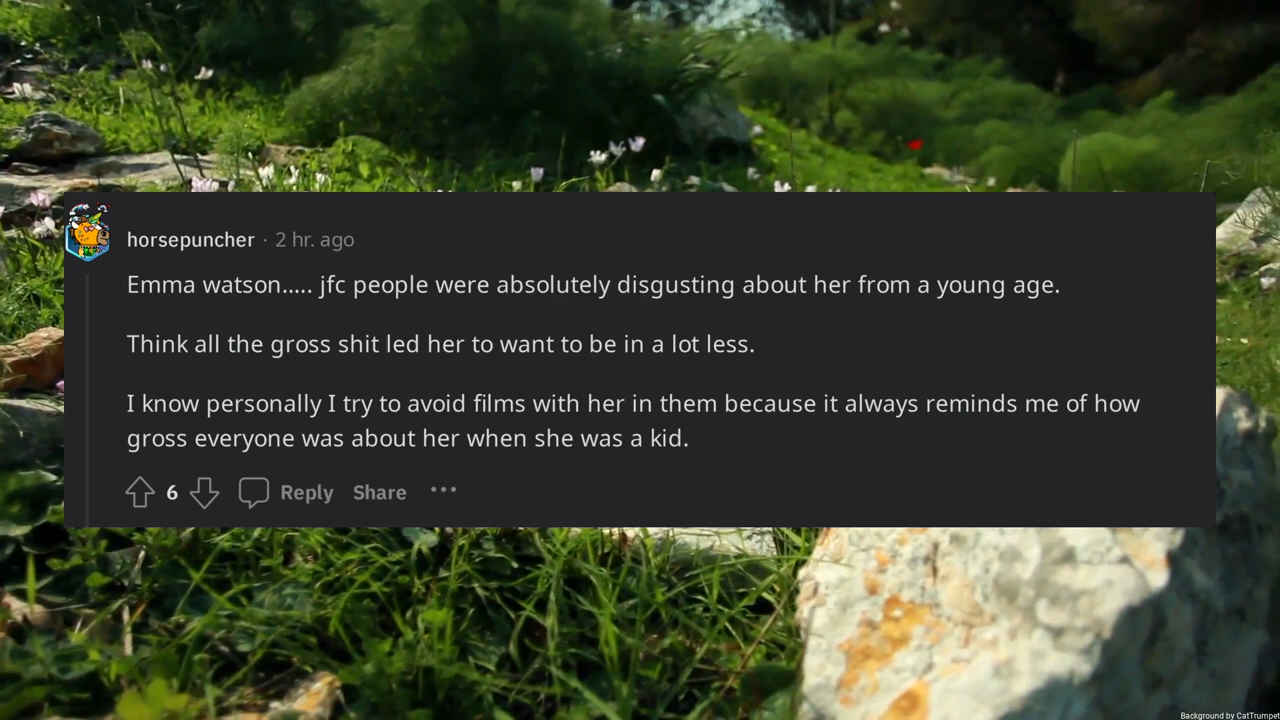 horsepuncher · 2 hr. ago
Emma watson..... jfc people were absolutely disgusting about her from a young age.
Think all the gross shit led her to want to be in a lot less.
I know personally I try to avoid films with her in them because it always reminds me of how
gross everyone was about her when she was a kid.
6 Reply Share ...
Background by CatTrumpet